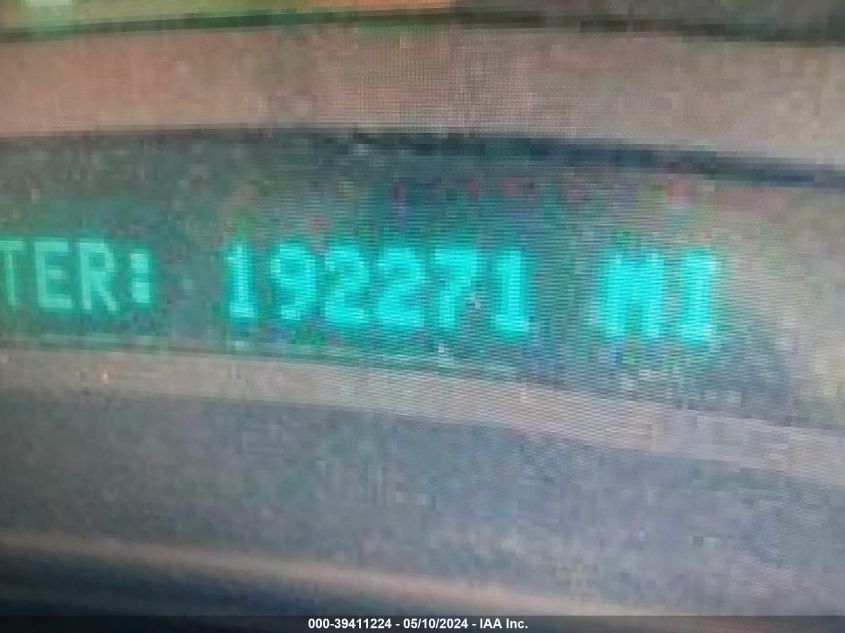 TER: 192271 MI
000-39411224 - 05/10/2024 - IAA Inc.